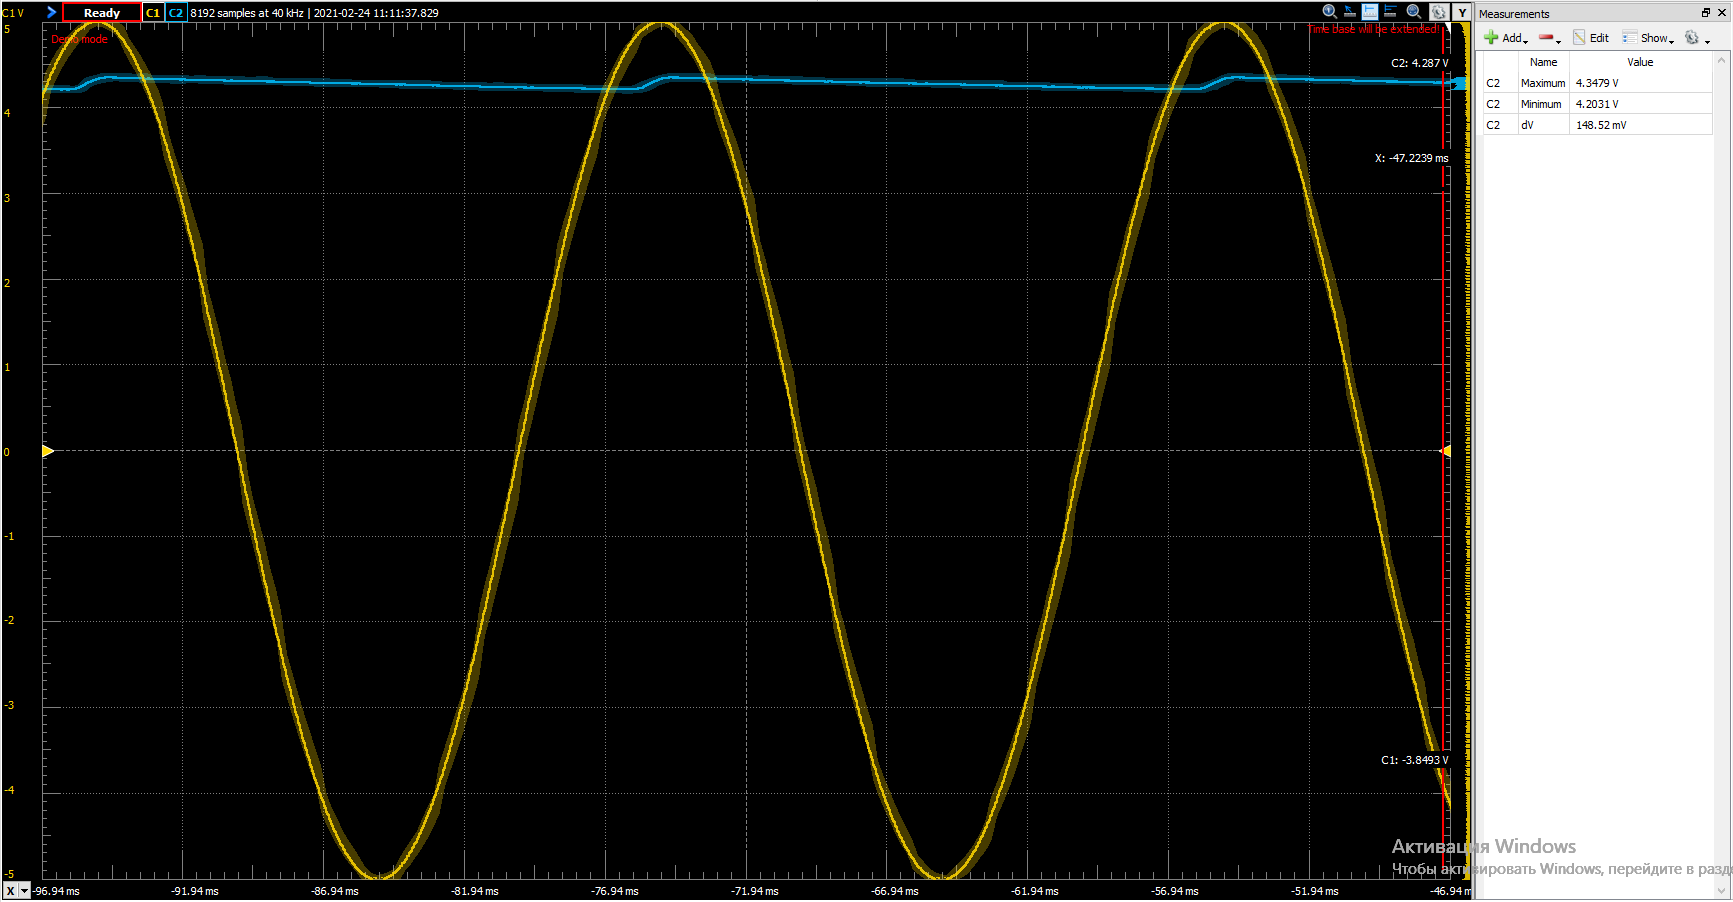 C1 V
Ready C1 C2 8192 samples at 40 kHz | 2021-02-24 11:11:37.829
Y
Demo mode
Time base will be extended!
C2: 4.287 V
X: -47.2239 ms
C1: -3.8493 V
5
4
3
2
1
0
-1
-2
-3
-4
-5
X
-96.94 ms -91.94 ms -86.94 ms -81.94 ms -76.94 ms -71.94 ms -66.94 ms -61.94 ms -56.94 ms -51.94 ms -46.94 m
Measurements
Add Edit Show
Name Value
C2 Maximum 4.3479 V
C2 Minimum 4.2031 V
C2 dV 148.52 mV
Активация Windows
Чтобы активировать Windows, перейдите в разд